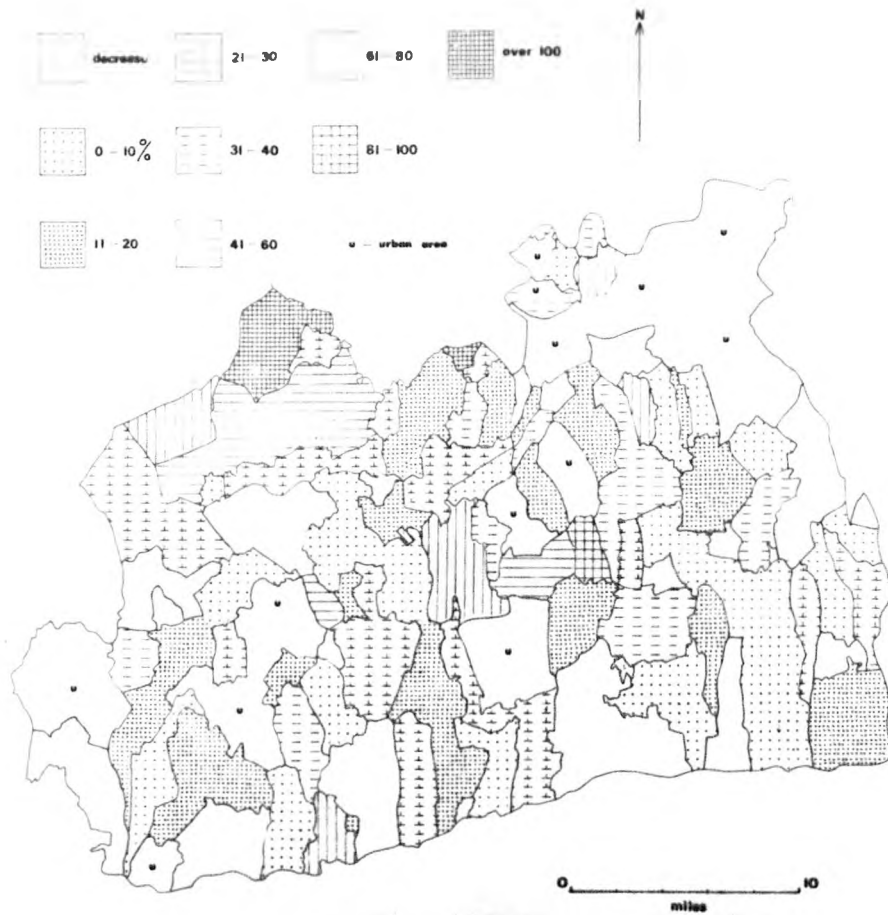 N
decrease
21 - 30
61 - 80
over 100
0 - 10%
31 - 40
81 - 100
11 - 20
41 - 60
u - urban area
u
u
u
u
u
u
u
u
u
u
u
u
u
0
10
miles